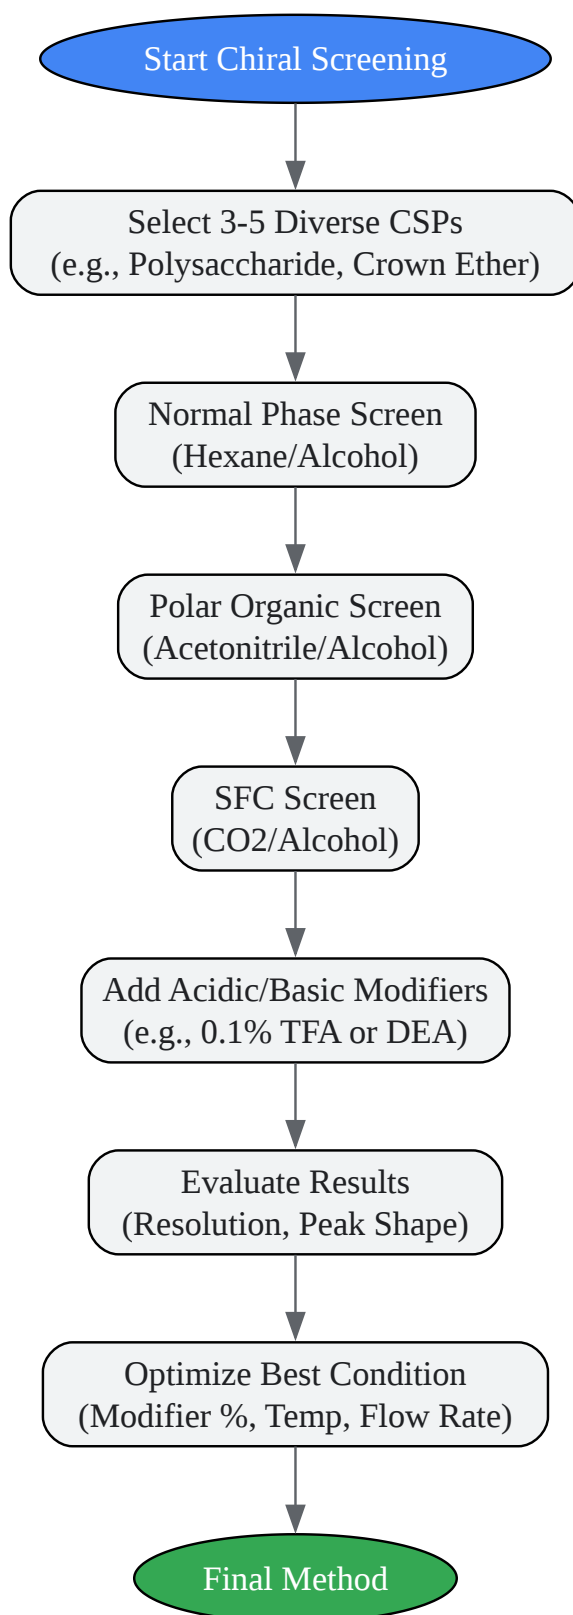 Start Chiral Screening
Select 3-5 Diverse CSPs
(e.g., Polysaccharide, Crown Ether)
Normal Phase Screen
(Hexane/Alcohol)
Polar Organic Screen
(Acetonitrile/Alcohol)
SFC Screen
(CO2/Alcohol)
Add Acidic/Basic Modifiers
(e.g., 0.1% TFA or DEA)
Evaluate Results
(Resolution, Peak Shape)
Optimize Best Condition
(Modifier %, Temp, Flow Rate)
Final Method